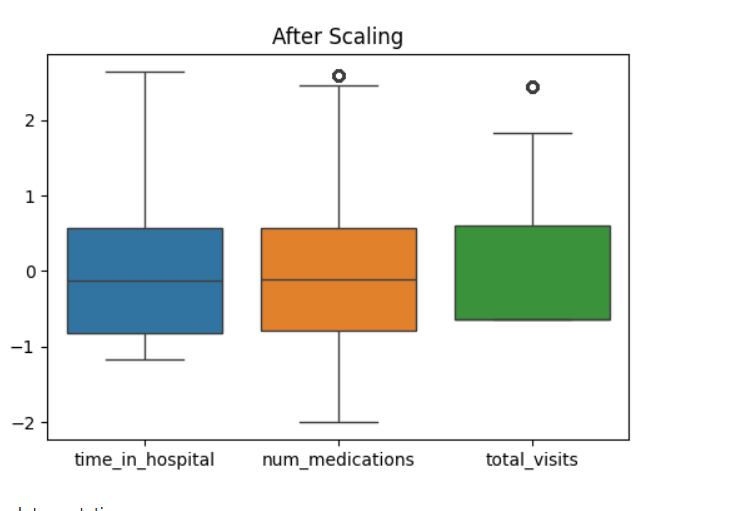 After Scaling
2
1
0
−1
−2
time_in_hospital
num_medications
total_visits